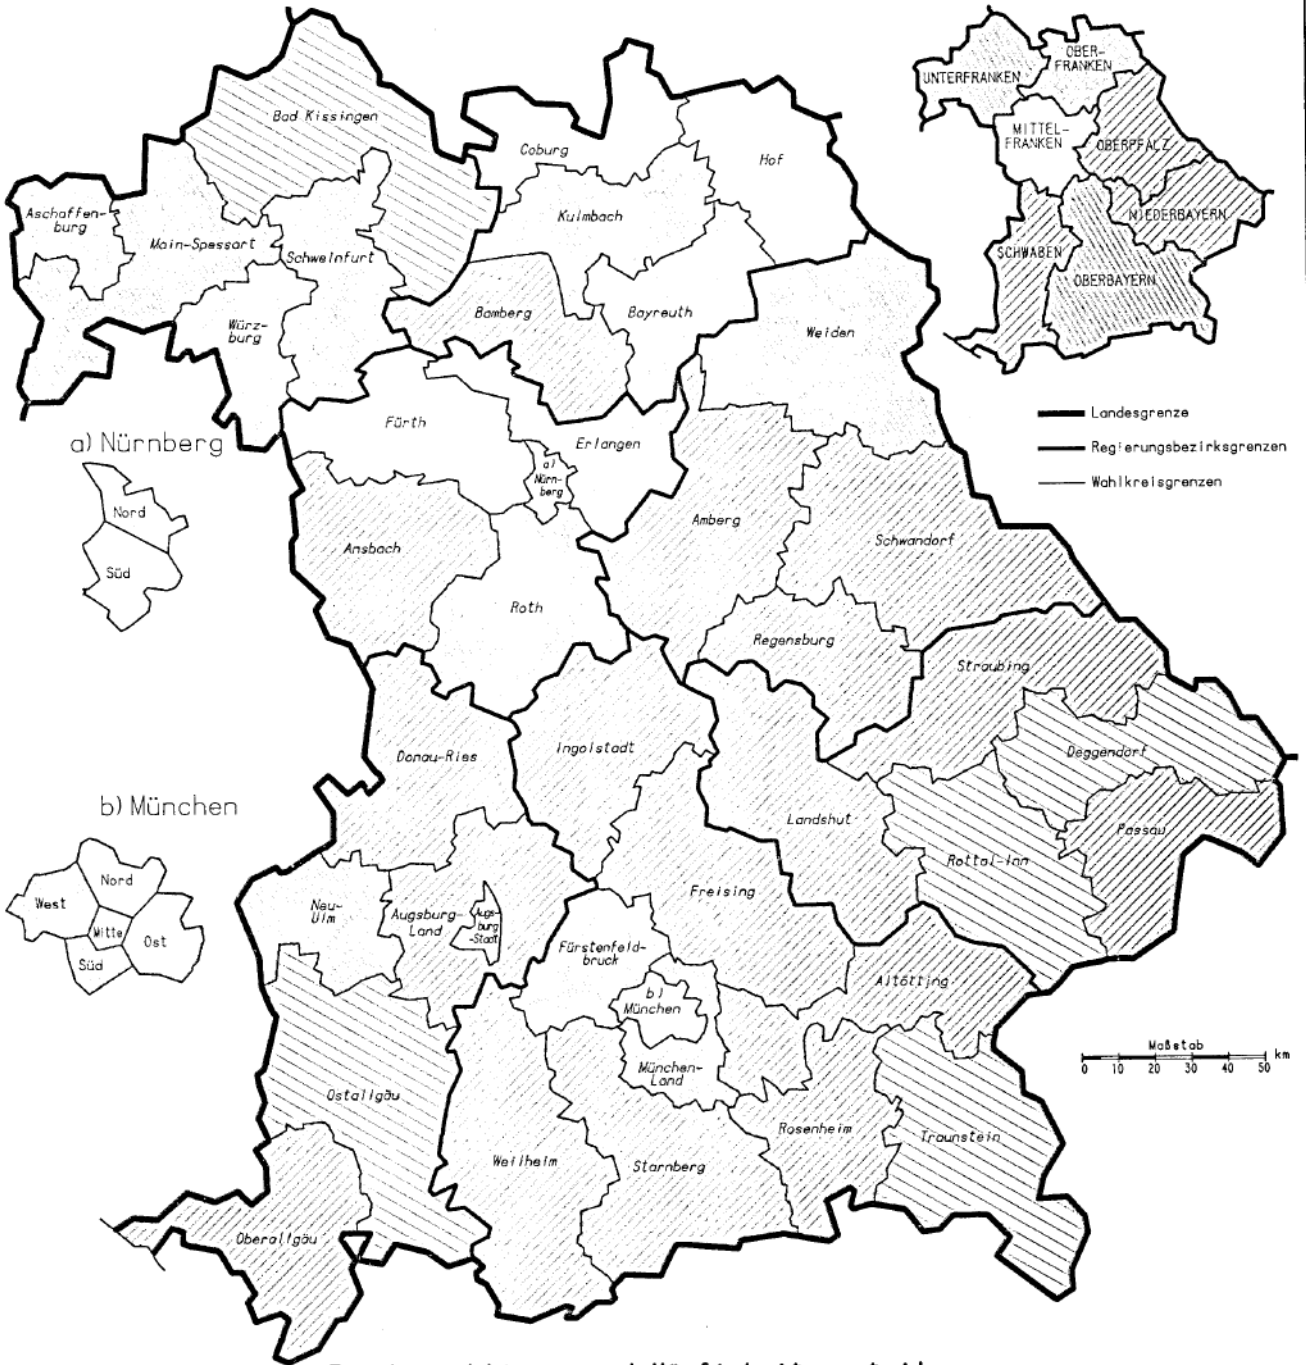 Bad Kissingen
Coburg
Hof
Aschaffen-
burg
Main-Spessart
Schweinfurt
Kulmbach
Würz-
burg
Bamberg
Bayreuth
Weiden
Fürth
Erlangen
a)
Nürn-
berg
Ansbach
Amberg
Schwandorf
Roth
Regensburg
Straubing
Donau-Ries
Ingolstadt
Deggendorf
Landshut
Passau
Rottal-Inn
Freising
Neu-
Ulm
Augsburg-
Land
Augs-
burg
-Stadt
Fürstenfeld-
bruck
b)
München
Altötting
München-
Land
Ostallgäu
Weilheim
Starnberg
Rosenheim
Traunstein
Oberallgäu
a) Nürnberg
Nord
Süd
b) München
Nord
West
Mitte
Ost
Süd
UNTERFRANKEN
OBER-
FRANKEN
MITTEL-
FRANKEN
OBERPFALZ
NIEDERBAYERN
SCHWABEN
OBERBAYERN
Landesgrenze
Regierungsbezirksgrenzen
Wahlkreisgrenzen
Maßstab
0 10 20 30 40 50 km